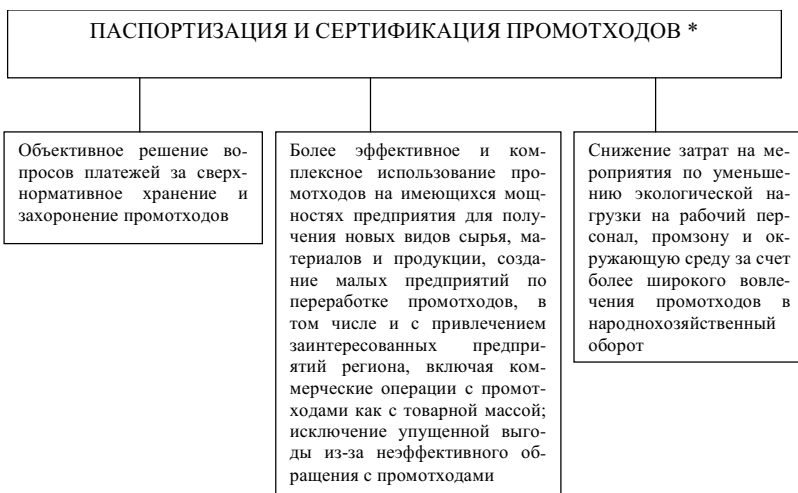 ПАСПОРТИЗАЦИЯ И СЕРТИФИКАЦИЯ ПРОМОТХОДОВ *
Объективное решение во-
просов платежей за сверх-
нормативное хранение и
захоронение промотходов
Более эффективное и ком-
плексное использование про-
мотходов на имеющихся мощ-
ностях предприятия для полу-
чения новых видов сырья, ма-
териалов и продукции, созда-
ние малых предприятий по
переработке промотходов, в
том числе и с привлечением
заинтересованных предпри-
ятий региона, включая ком-
мерческие операции с промот-
ходами как с товарной массой;
исключение упущенной выго-
ды из-за неэффективного об-
ращения с промотходами
Снижение затрат на ме-
роприятия по уменьше-
нию экологической на-
грузки на рабочий пер-
сонал, промзону и ок-
ружающую среду за счет
более широкого вовле-
чения промотходов в
народнохозяйственный
оборот